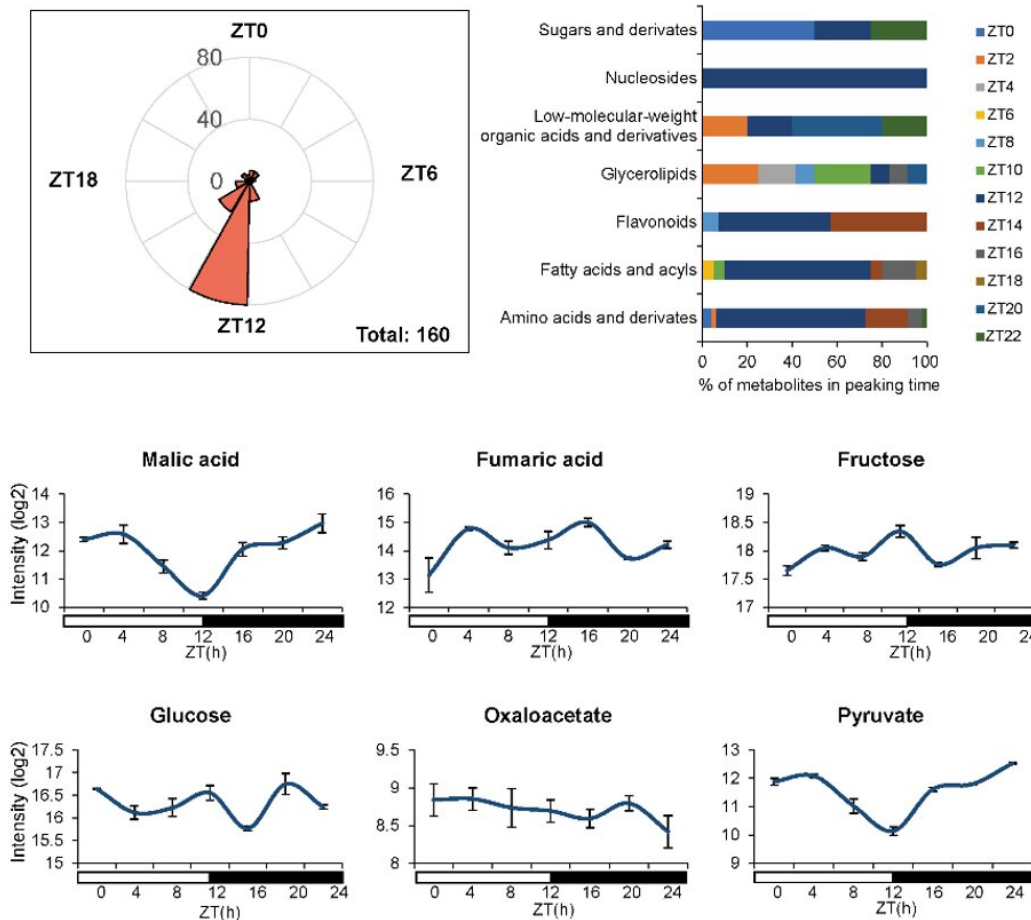 ZT0
80
40
0
ZT18
ZT6
ZT12
Total: 160
Sugars and derivates
Nucleosides
Low-molecular-weight
organic acids and derivatives
Glycerolipids
Flavonoids
Fatty acids and acyls
Amino acids and derivates
0 20 40 60 80 100
% of metabolites in peaking time
ZT0
ZT2
ZT4
ZT6
ZT8
ZT10
ZT12
ZT14
ZT16
ZT18
ZT20
ZT22
Malic acid
Intensity (log2)
14
13
12
11
10
0 4 8 12 16 20 24
ZT(h)
Fumaric acid
16
15
14
13
12
0 4 8 12 16 20 24
ZT(h)
Fructose
19
18.5
18
17.5
17
0 4 8 12 16 20 24
ZT(h)
Glucose
Intensity (log2)
17.5
17
16.5
16
15.5
15
0 4 8 12 16 20 24
ZT(h)
Oxaloacetate
9.5
9
8.5
8
0 4 8 12 16 20 24
ZT(h)
Pyruvate
13
12
11
10
9
0 4 8 12 16 20 24
ZT(h)